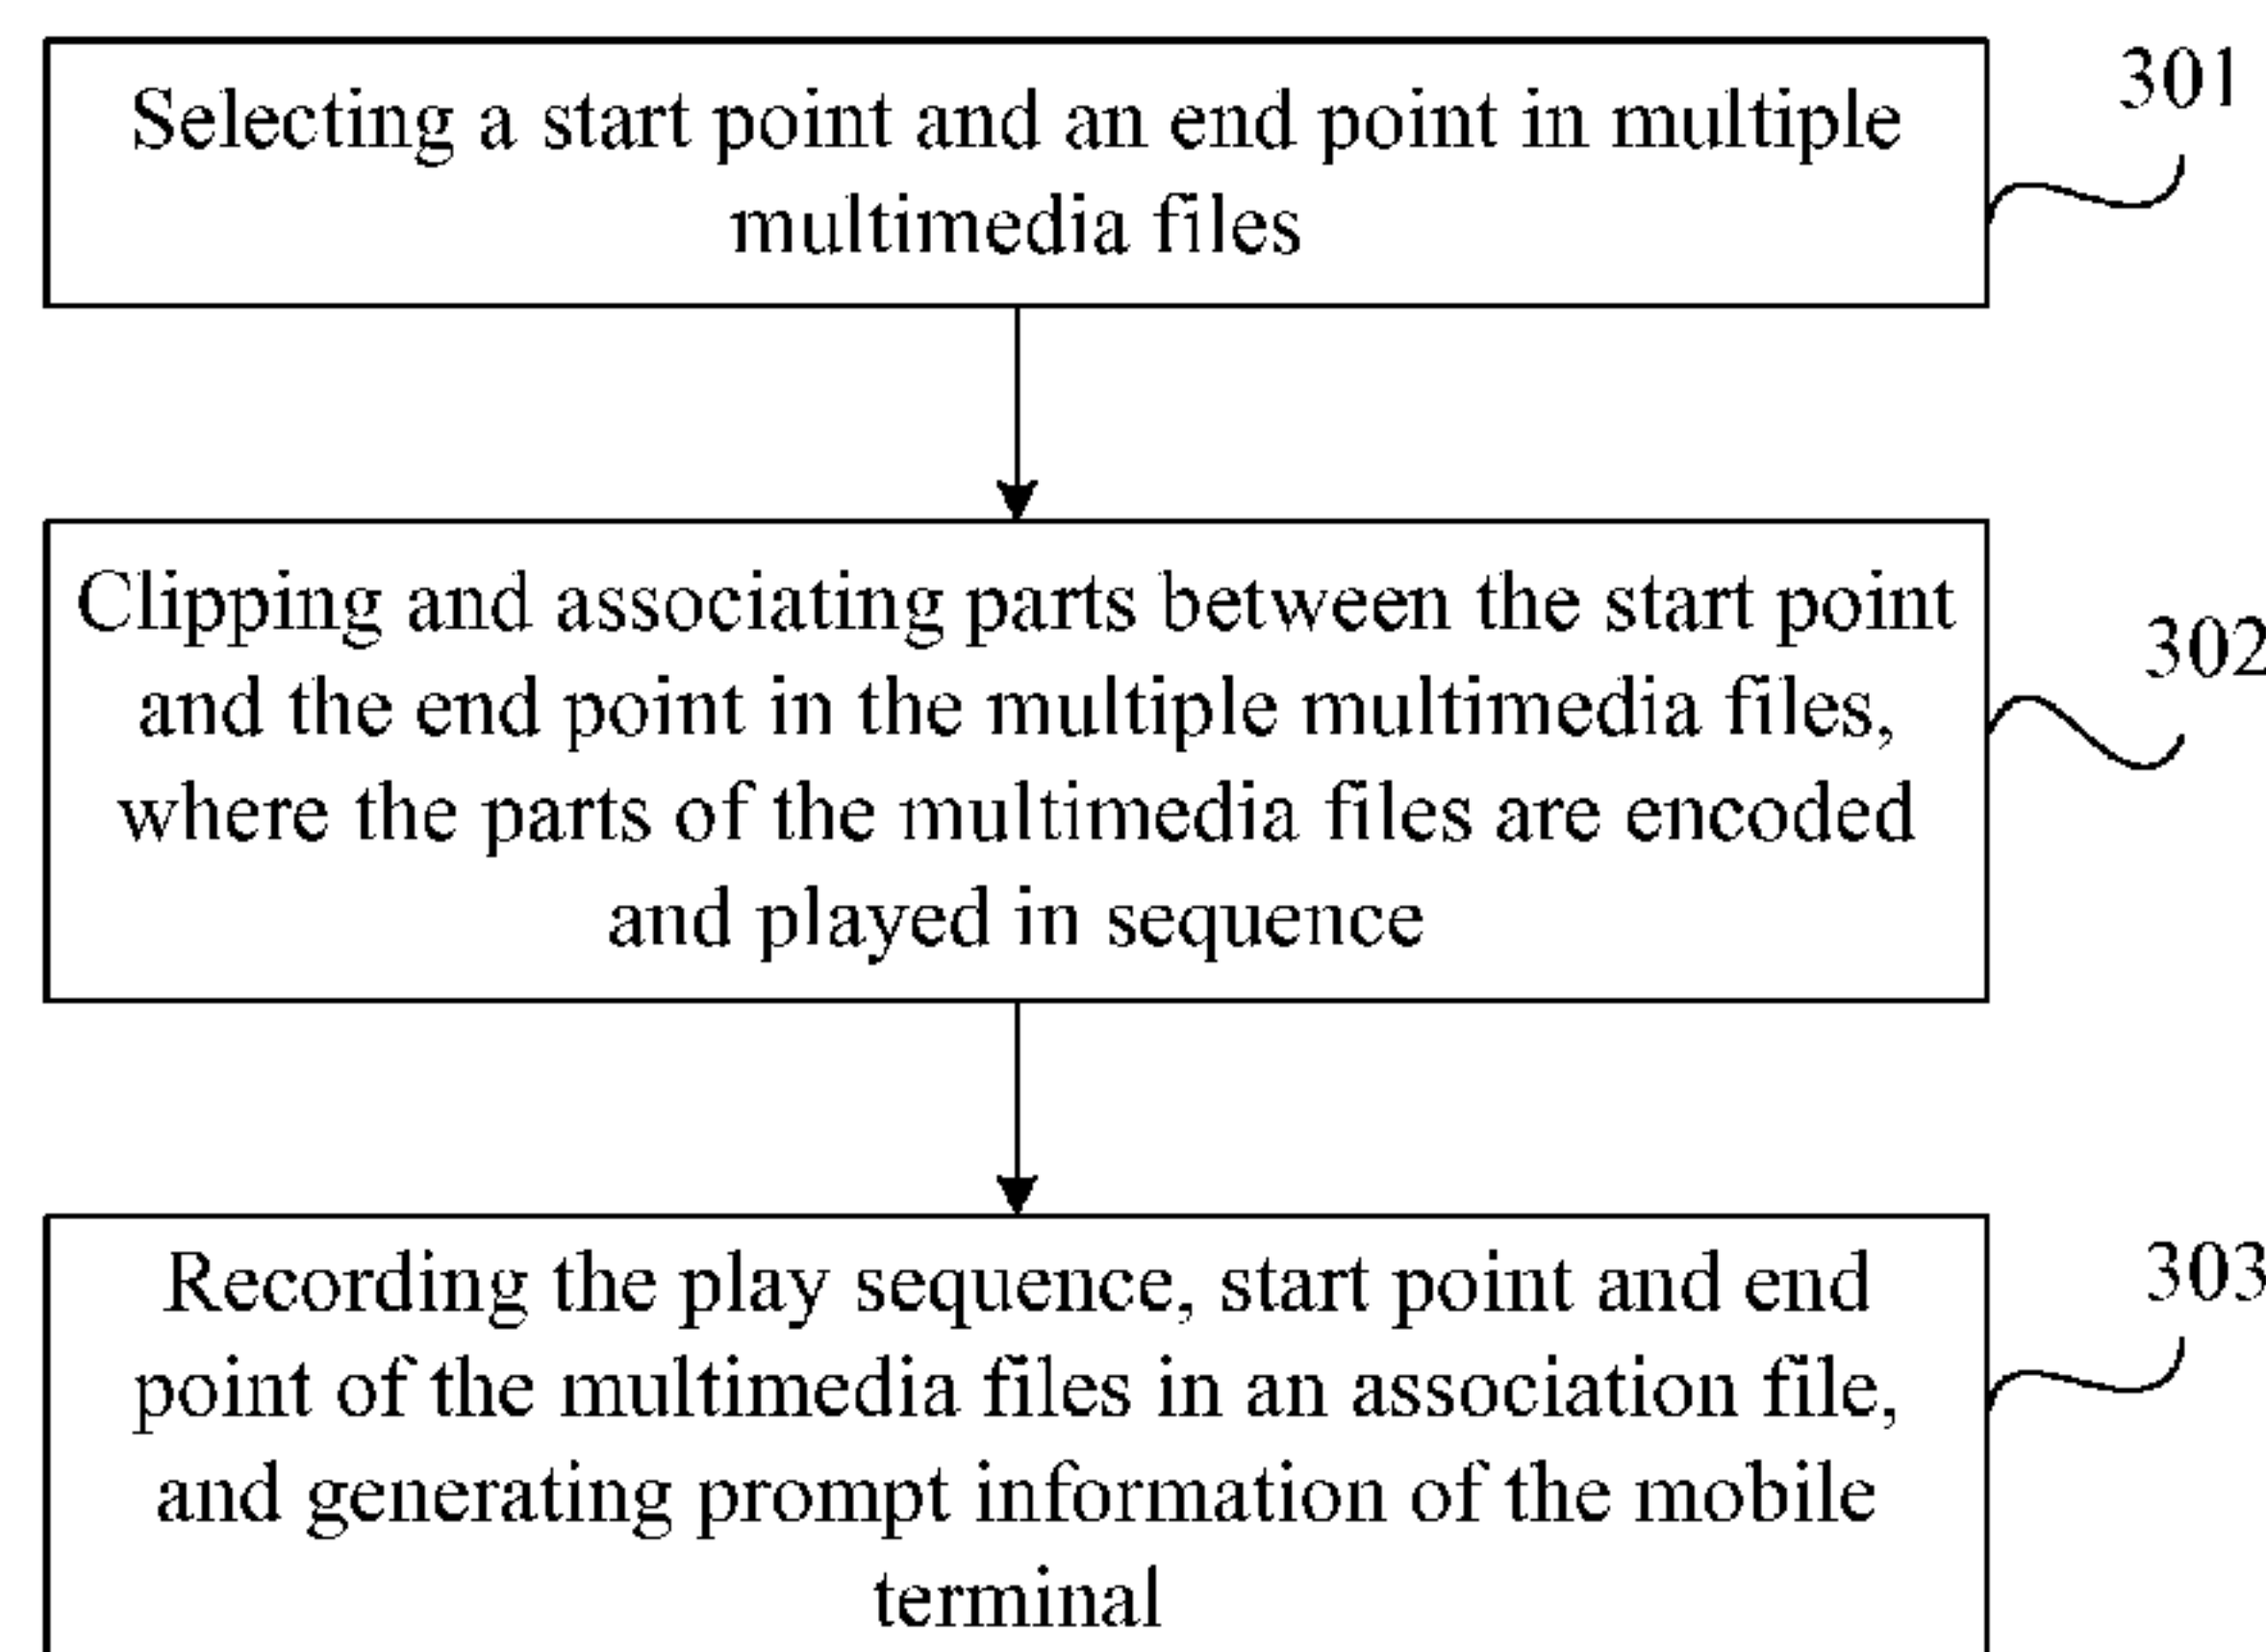 Selecting a start point and an end point in multiple
multimedia files
301
Clipping and associating parts between the start point
and the end point in the multiple multimedia files,
where the parts of the multimedia files are encoded
and played in sequence
302
Recording the play sequence, start point and end
point of the multimedia files in an association file,
and generating prompt information of the mobile
terminal
303